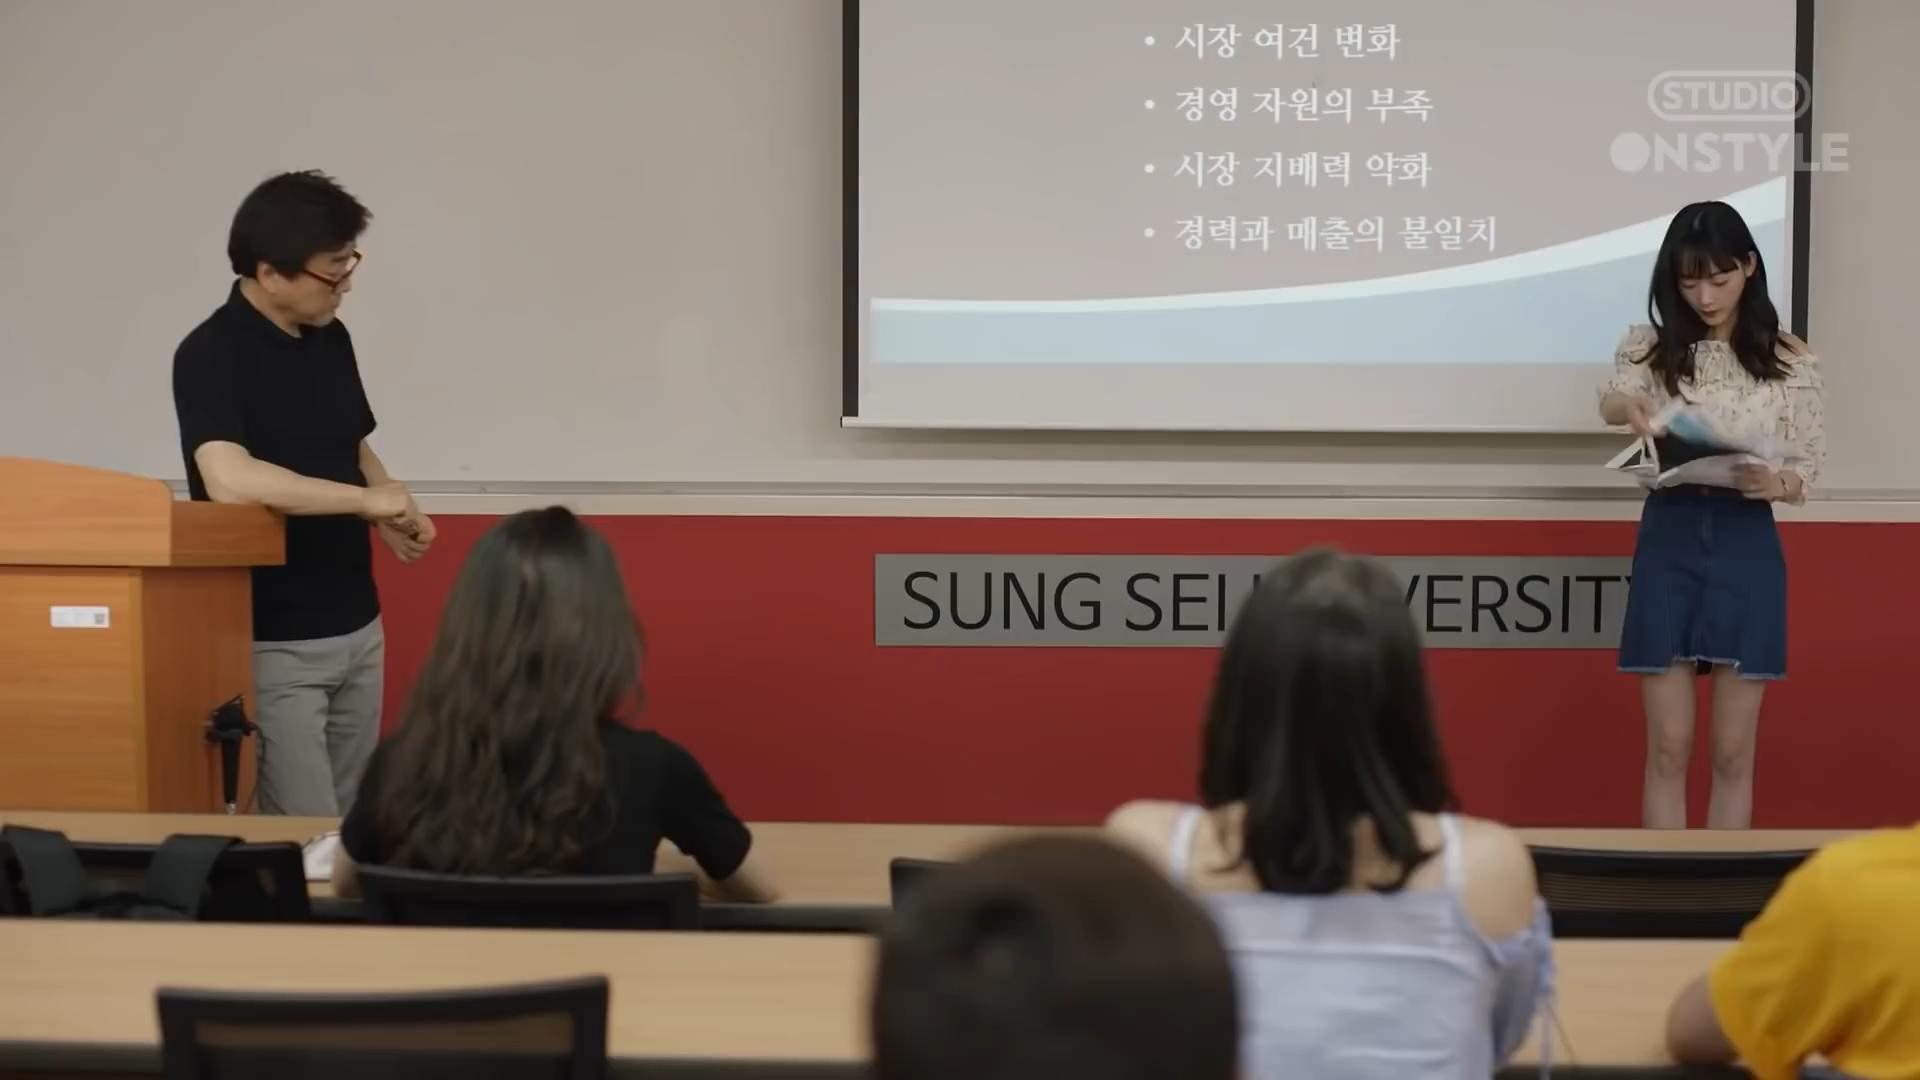 • 시장 여건 변화
• 경영 자원의 부족
• 시장 지배력 약화
• 경력과 매출의 불일치
STUDIO
ONSTYLE
SUNG SEI VERSITY